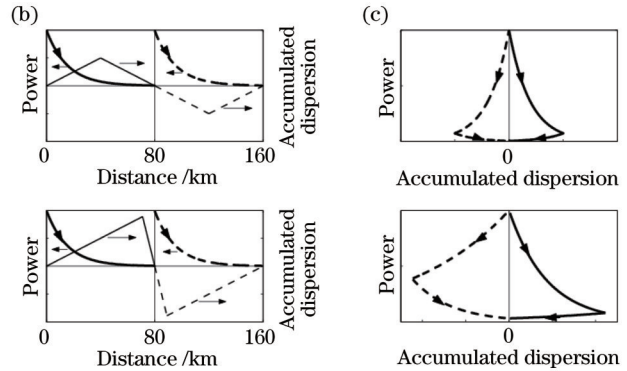 (b)
Power
Accumulated
dispersion
0
80
160
Distance /km
(c)
Power
0
Accumulated dispersion
Power
Accumulated
dispersion
0
80
160
Distance /km
Power
0
Accumulated dispersion